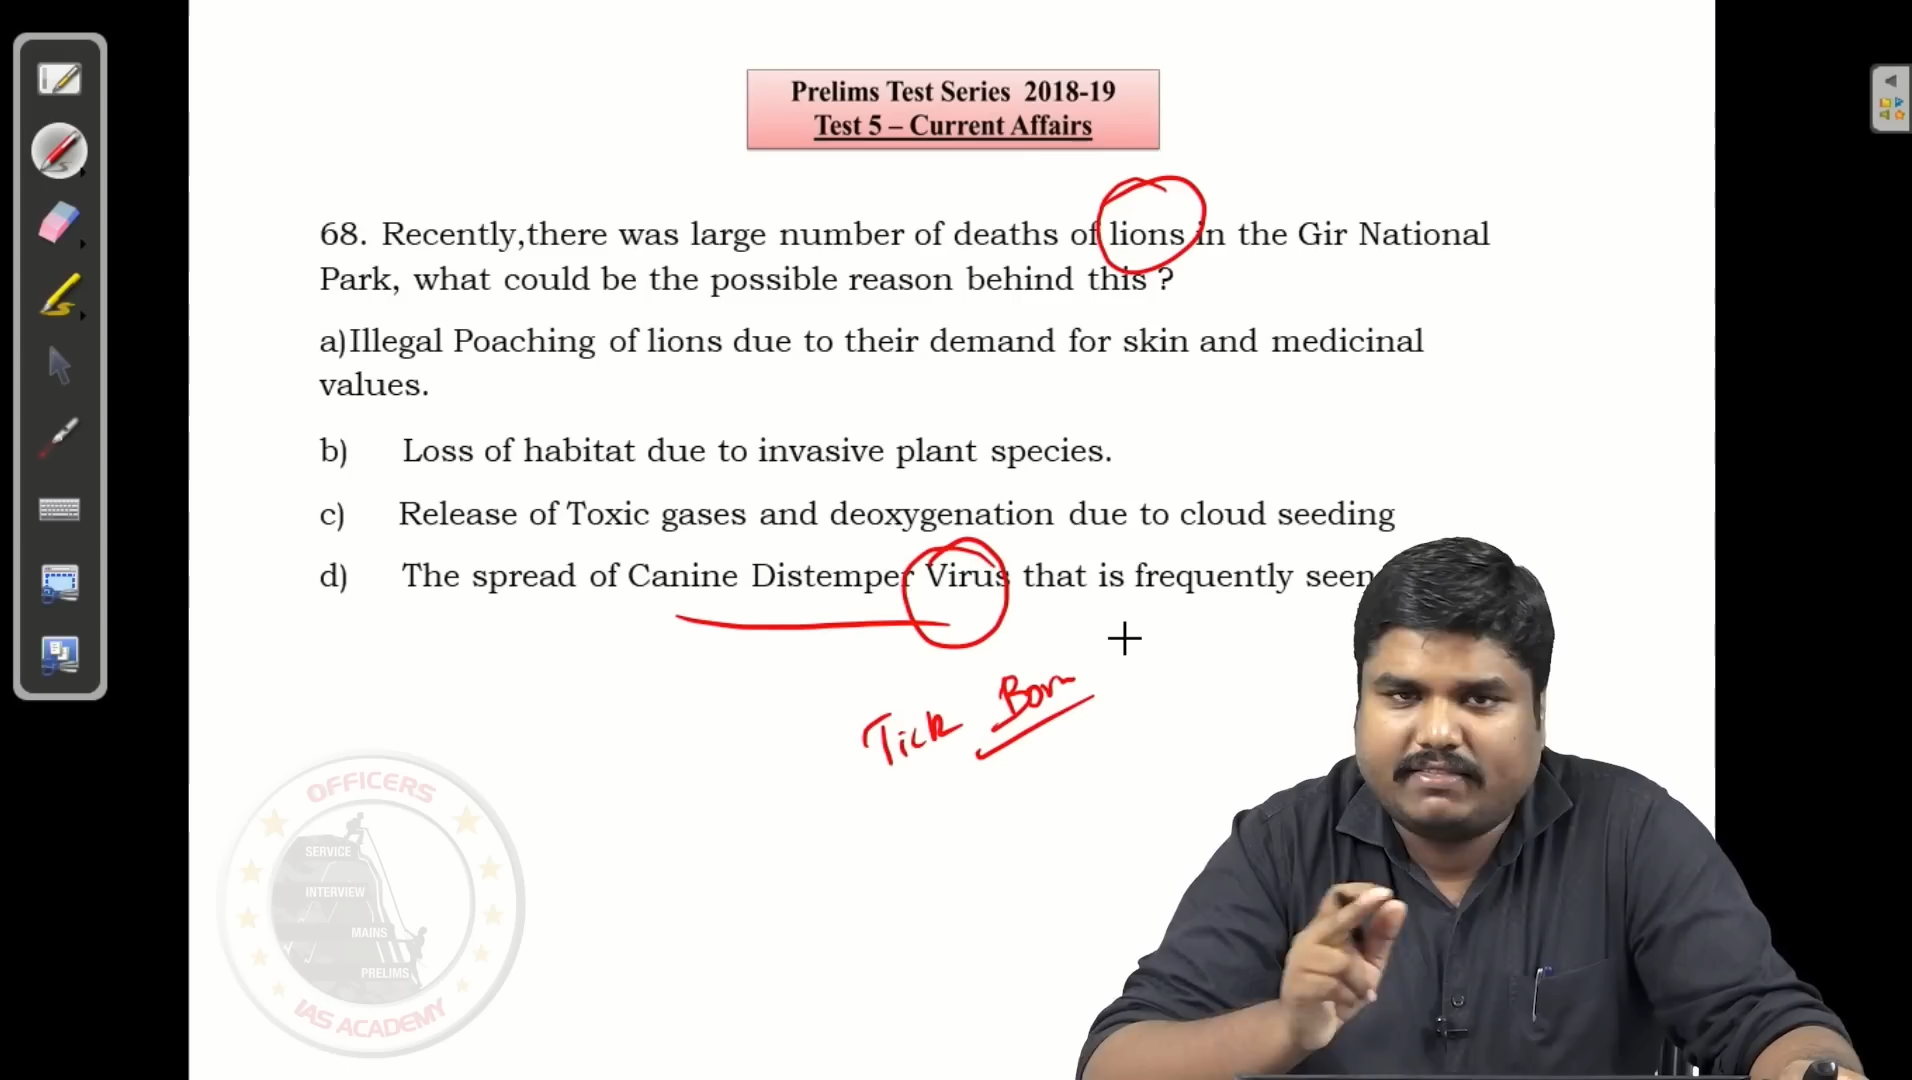 Prelims Test Series 2018-19
Test 5 – Current Affairs
68. Recently,there was large number of deaths of lions in the Gir National
Park, what could be the possible reason behind this ?
a)Illegal Poaching of lions due to their demand for skin and medicinal
values.
b) Loss of habitat due to invasive plant species.
c) Release of Toxic gases and deoxygenation due to cloud seeding
d) The spread of Canine Distemper Virus that is frequently seen
Tick Born
OFFICERS
SERVICE
INTERVIEW
MAINS
PRELIMS
IAS ACADEMY